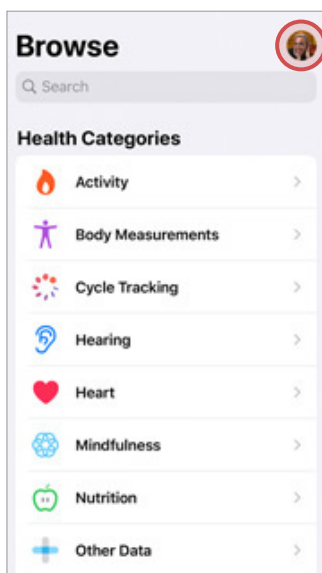 Browse
Search
Health Categories
Activity
Body Measurements
Cycle Tracking
Hearing
Heart
Mindfulness
Nutrition
Other Data